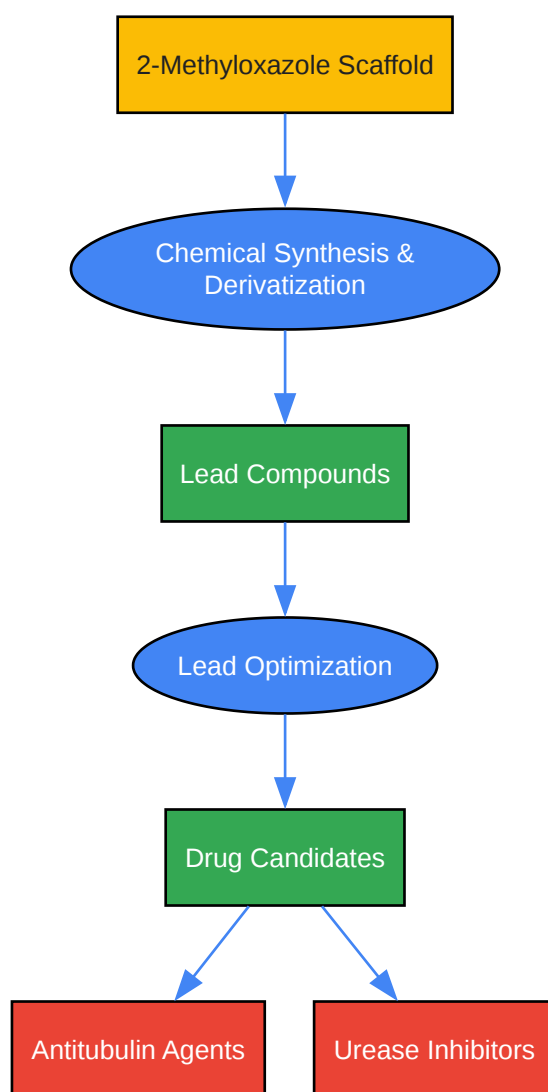 2-Methyloxazole Scaffold
Chemical Synthesis &
Derivatization
Lead Compounds
Lead Optimization
Drug Candidates
Antitubulin Agents
Urease Inhibitors